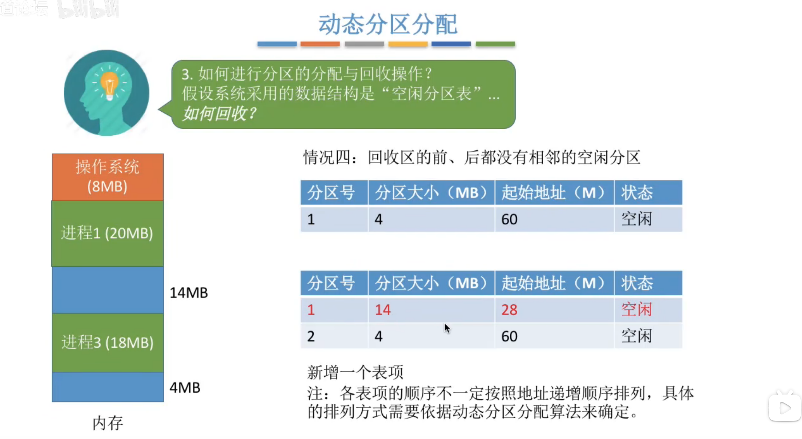 动态分区分配
3. 如何进行分区的分配与回收操作？
假设系统采用的数据结构是“空闲分区表”...
如何回收？
操作系统
(8MB)
进程1 (20MB)
14MB
进程3 (18MB)
4MB
内存
情况四：回收区的前、后都没有相邻的空闲分区
分区号 分区大小（MB） 起始地址（M） 状态
1 4 60 空闲
分区号 分区大小（MB） 起始地址（M） 状态
1 14 28 空闲
2 4 60 空闲
新增一个表项
注：各表项的顺序不一定按照地址递增顺序排列，具体
的排列方式需要依据动态分区分配算法来确定。